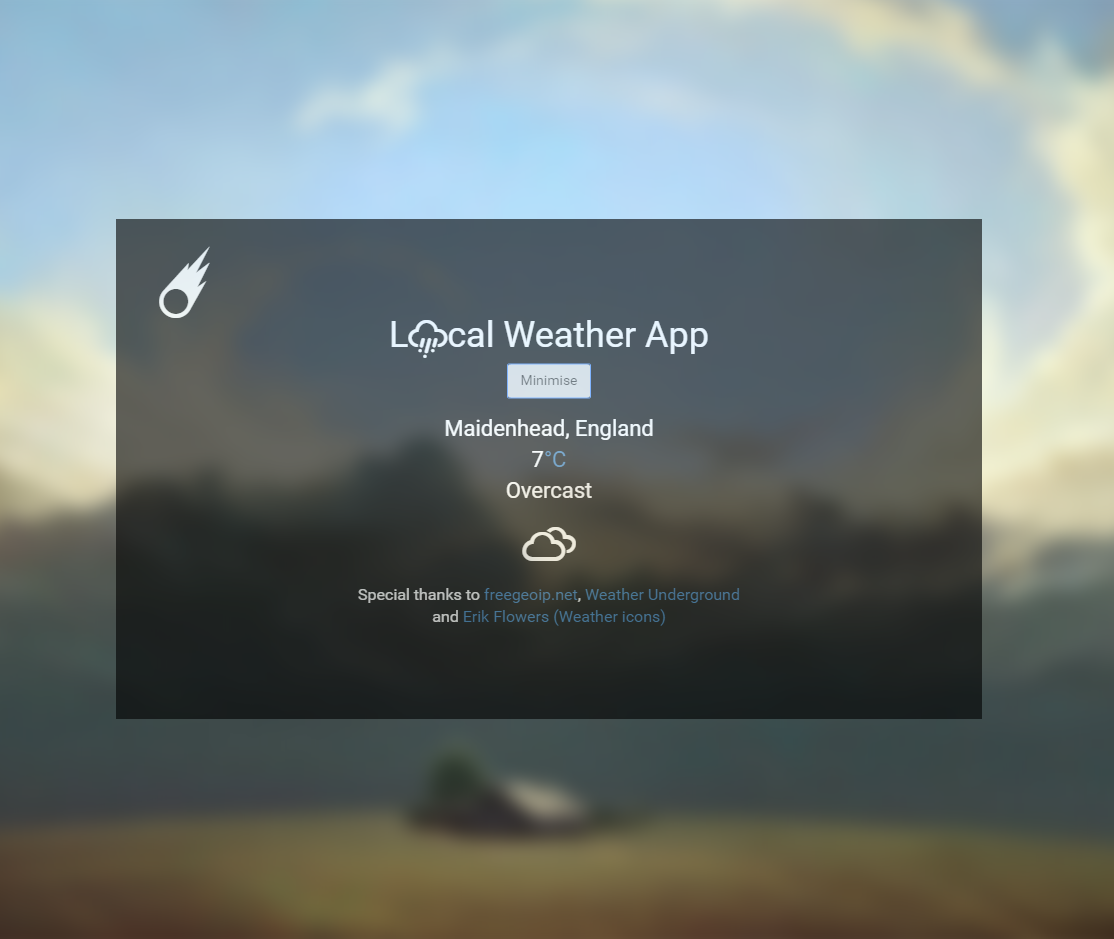 Local Weather App
Minimise
Maidenhead, England
7°C
Overcast
Special thanks to freegeoip.net, Weather Underground
and Erik Flowers (Weather icons)